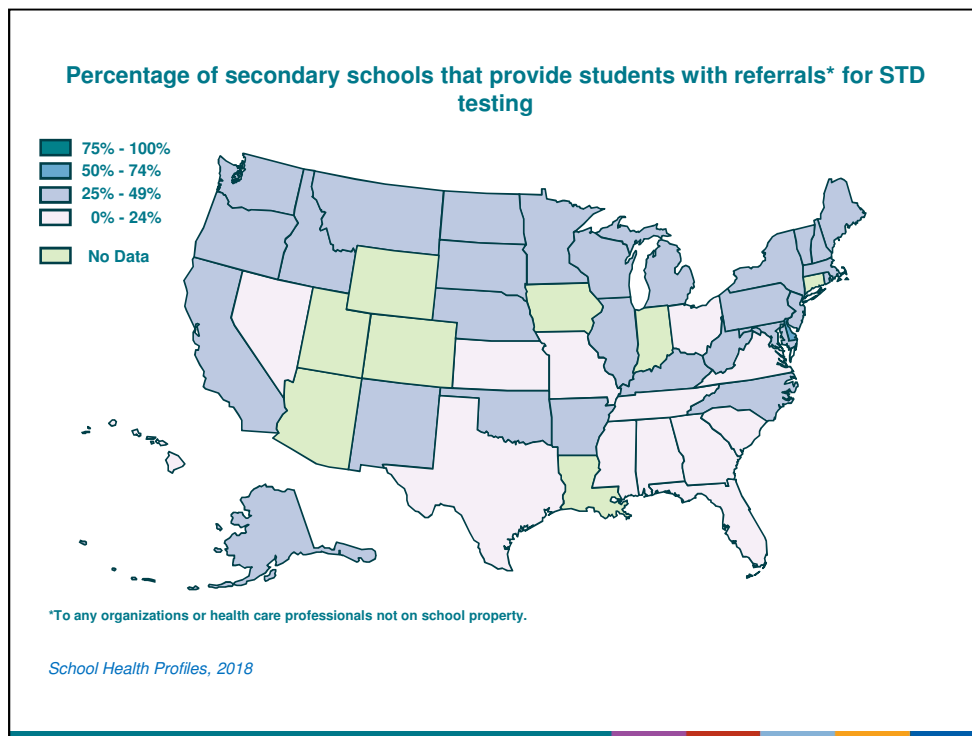 Percentage of secondary schools that provide students with referrals* for STD
testing
75% - 100%
50% - 74%
25% - 49%
0% - 24%
No Data
*To any organizations or health care professionals not on school property.
School Health Profiles, 2018